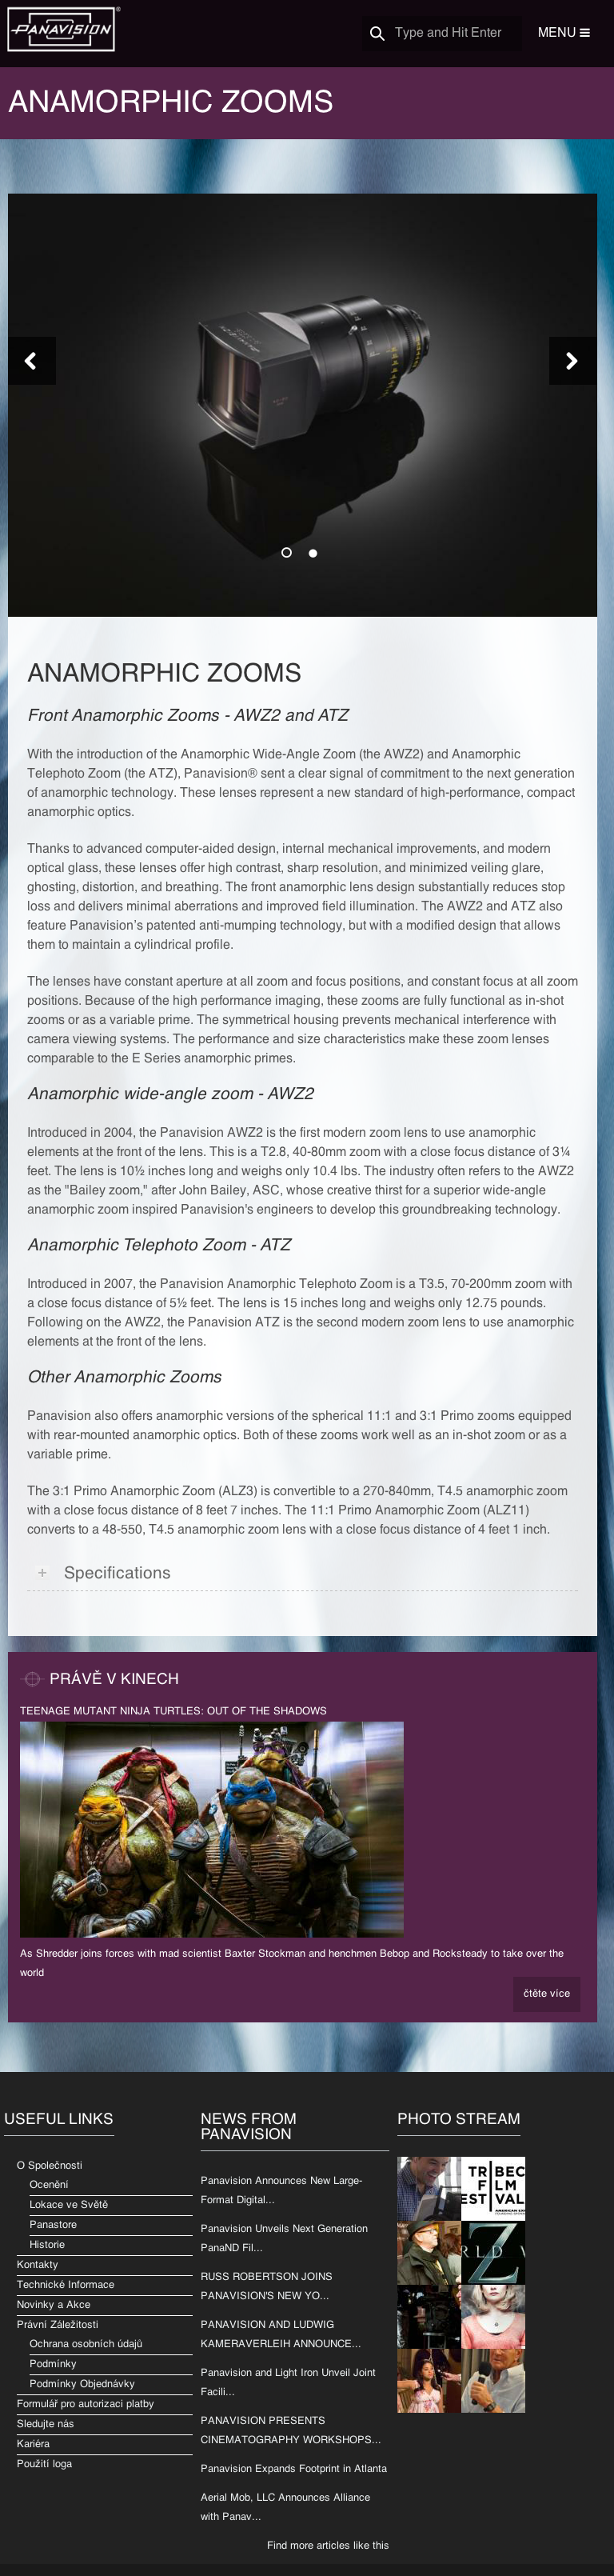 PANAVISION ®
Type and Hit Enter
MENU
ANAMORPHIC ZOOMS
ANAMORPHIC ZOOMS
Front Anamorphic Zooms - AWZ2 and ATZ
With the introduction of the Anamorphic Wide-Angle Zoom (the AWZ2) and Anamorphic
Telephoto Zoom (the ATZ), Panavision® sent a clear signal of commitment to the next generation
of anamorphic technology. These lenses represent a new standard of high-performance, compact
anamorphic optics.
Thanks to advanced computer-aided design, internal mechanical improvements, and modern
optical glass, these lenses offer high contrast, sharp resolution, and minimized veiling glare,
ghosting, distortion, and breathing. The front anamorphic lens design substantially reduces stop
loss and delivers minimal aberrations and improved field illumination. The AWZ2 and ATZ also
feature Panavision's patented anti-mumping technology, but with a modified design that allows
them to maintain a cylindrical profile.
The lenses have constant aperture at all zoom and focus positions, and constant focus at all zoom
positions. Because of the high performance imaging, these zooms are fully functional as in-shot
zooms or as a variable prime. The symmetrical housing prevents mechanical interference with
camera viewing systems. The performance and size characteristics make these zoom lenses
comparable to the E Series anamorphic primes.
Anamorphic wide-angle zoom - AWZ2
Introduced in 2004, the Panavision AWZ2 is the first modern zoom lens to use anamorphic
elements at the front of the lens. This is a T2.8, 40-80mm zoom with a close focus distance of 3¼
feet. The lens is 10½ inches long and weighs only 10.4 lbs. The industry often refers to the AWZ2
as the "Bailey zoom," after John Bailey, ASC, whose creative thirst for a superior wide-angle
anamorphic zoom inspired Panavision's engineers to develop this groundbreaking technology.
Anamorphic Telephoto Zoom - ATZ
Introduced in 2007, the Panavision Anamorphic Telephoto Zoom is a T3.5, 70-200mm zoom with
a close focus distance of 5½ feet. The lens is 15 inches long and weighs only 12.75 pounds.
Following on the AWZ2, the Panavision ATZ is the second modern zoom lens to use anamorphic
elements at the front of the lens.
Other Anamorphic Zooms
Panavision also offers anamorphic versions of the spherical 11:1 and 3:1 Primo zooms equipped
with rear-mounted anamorphic optics. Both of these zooms work well as an in-shot zoom or as a
variable prime.
The 3:1 Primo Anamorphic Zoom (ALZ3) is convertible to a 270-840mm, T4.5 anamorphic zoom
with a close focus distance of 8 feet 7 inches. The 11:1 Primo Anamorphic Zoom (ALZ11)
converts to a 48-550, T4.5 anamorphic zoom lens with a close focus distance of 4 feet 1 inch.
+ Specifications
PRÁVĚ V KINECH
TEENAGE MUTANT NINJA TURTLES: OUT OF THE SHADOWS
As Shredder joins forces with mad scientist Baxter Stockman and henchmen Bebop and Rocksteady to take over the
world
čtěte více
USEFUL LINKS
O Společnosti
Ocenění
Lokace ve Světě
Panastore
Historie
Kontakty
Technické Informace
Novinky a Akce
Právní Záležitosti
Ochrana osobních údajů
Podmínky
Podmínky Objednávky
Formulář pro autorizaci platby
Sledujte nás
Kariéra
Použití loga
NEWS FROM
PANAVISION
Panavision Announces New Large-
Format Digital...
Panavision Unveils Next Generation
PanaND Fil...
RUSS ROBERTSON JOINS
PANAVISION'S NEW YO...
PANAVISION AND LUDWIG
KAMERAVERLEIH ANNOUNCE...
Panavision and Light Iron Unveil Joint
Facili...
PANAVISION PRESENTS
CINEMATOGRAPHY WORKSHOPS...
Panavision Expands Footprint in Atlanta
Aerial Mob, LLC Announces Alliance
with Panav...
Find more articles like this
PHOTO STREAM
TRIBEC
FILM
ESTIVAL
RLD
Z